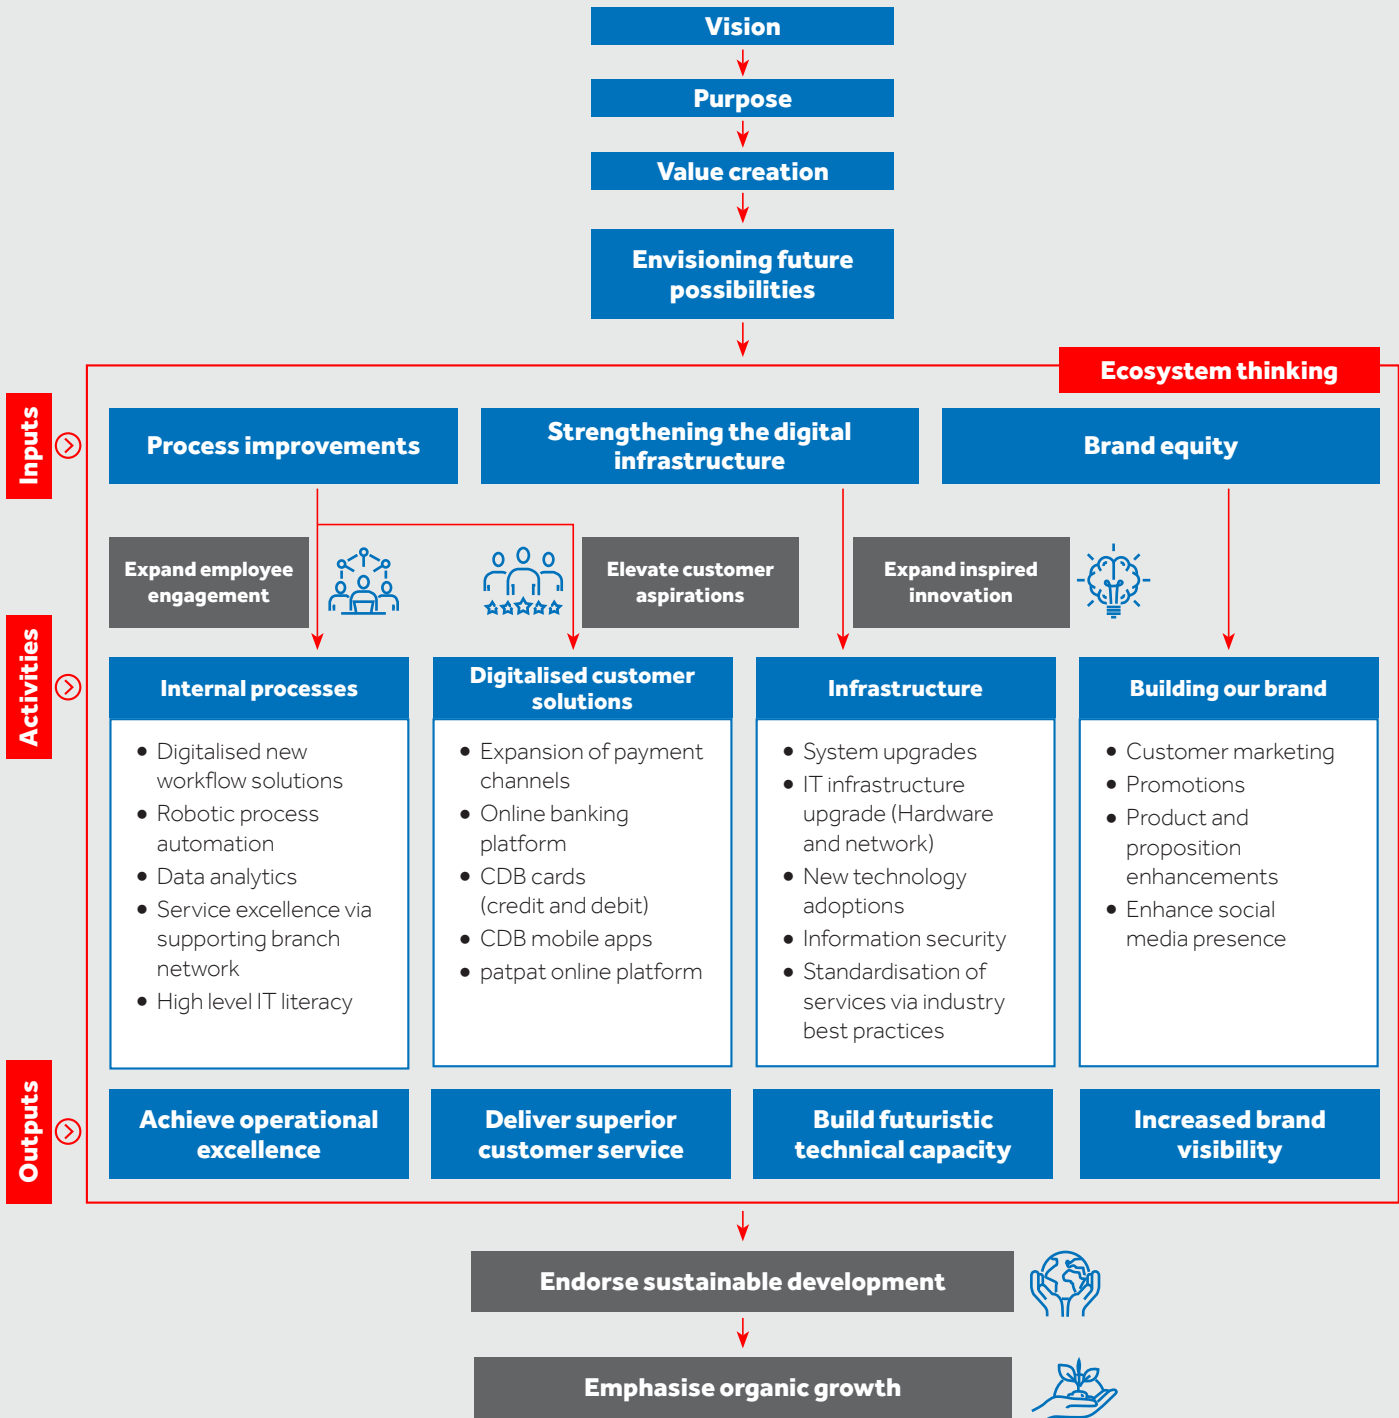 Vision
Purpose
Value creation
Envisioning future
possibilities
Ecosystem thinking
Inputs
Process improvements
Strengthening the digital
infrastructure
Brand equity
Expand employee
engagement
Elevate customer
aspirations
Expand inspired
innovation
Activities
Internal processes
• Digitalised new
workflow solutions
• Robotic process
automation
• Data analytics
• Service excellence via
supporting branch
network
• High level IT literacy
Digitalised customer
solutions
• Expansion of payment
channels
• Online banking
platform
• CDB cards
(credit and debit)
• CDB mobile apps
• patpat online platform
Infrastructure
• System upgrades
• IT infrastructure
upgrade (Hardware
and network)
• New technology
adoptions
• Information security
• Standardisation of
services via industry
best practices
Building our brand
• Customer marketing
• Promotions
• Product and
proposition
enhancements
• Enhance social
media presence
Outputs
Achieve operational
excellence
Deliver superior
customer service
Build futuristic
technical capacity
Increased brand
visibility
Endorse sustainable development
Emphasise organic growth